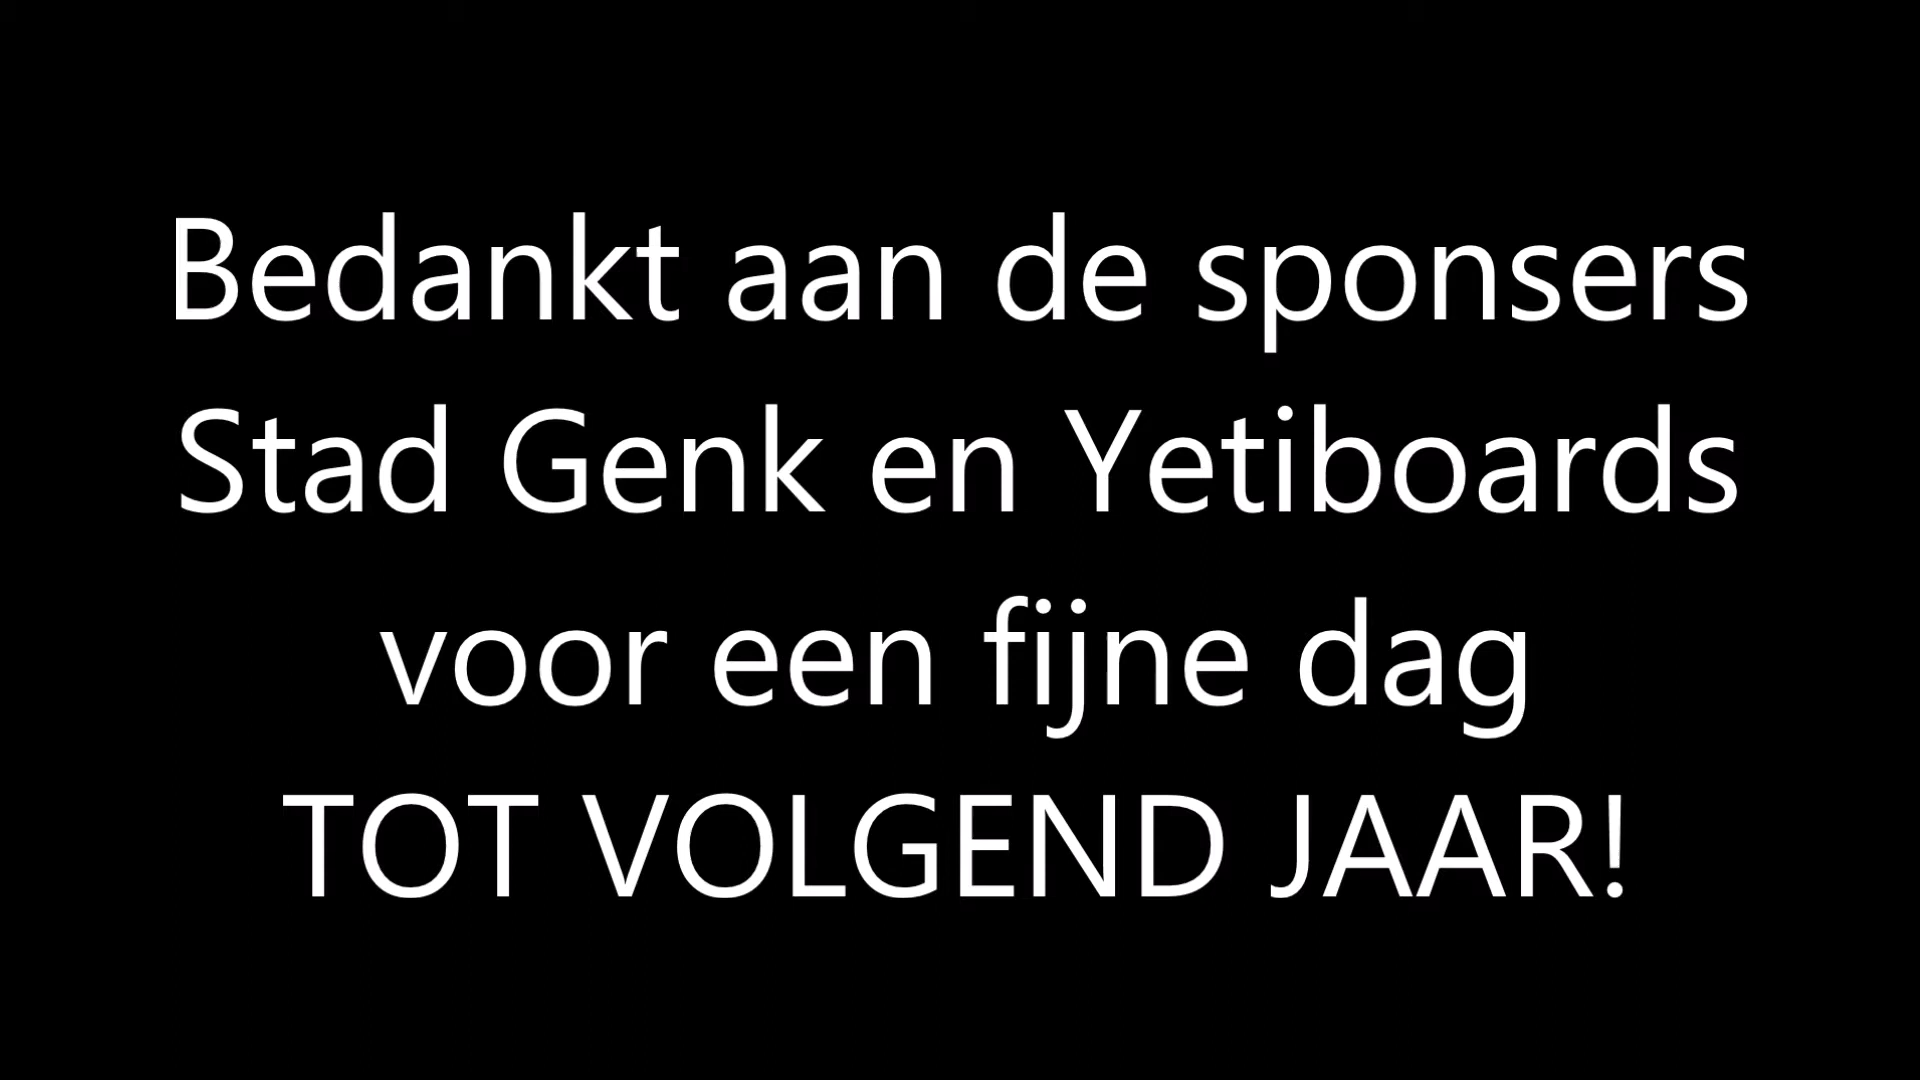 Bedankt aan de sponsers
Stad Genk en Yetiboards
voor een fijne dag
TOT VOLGEND JAAR!